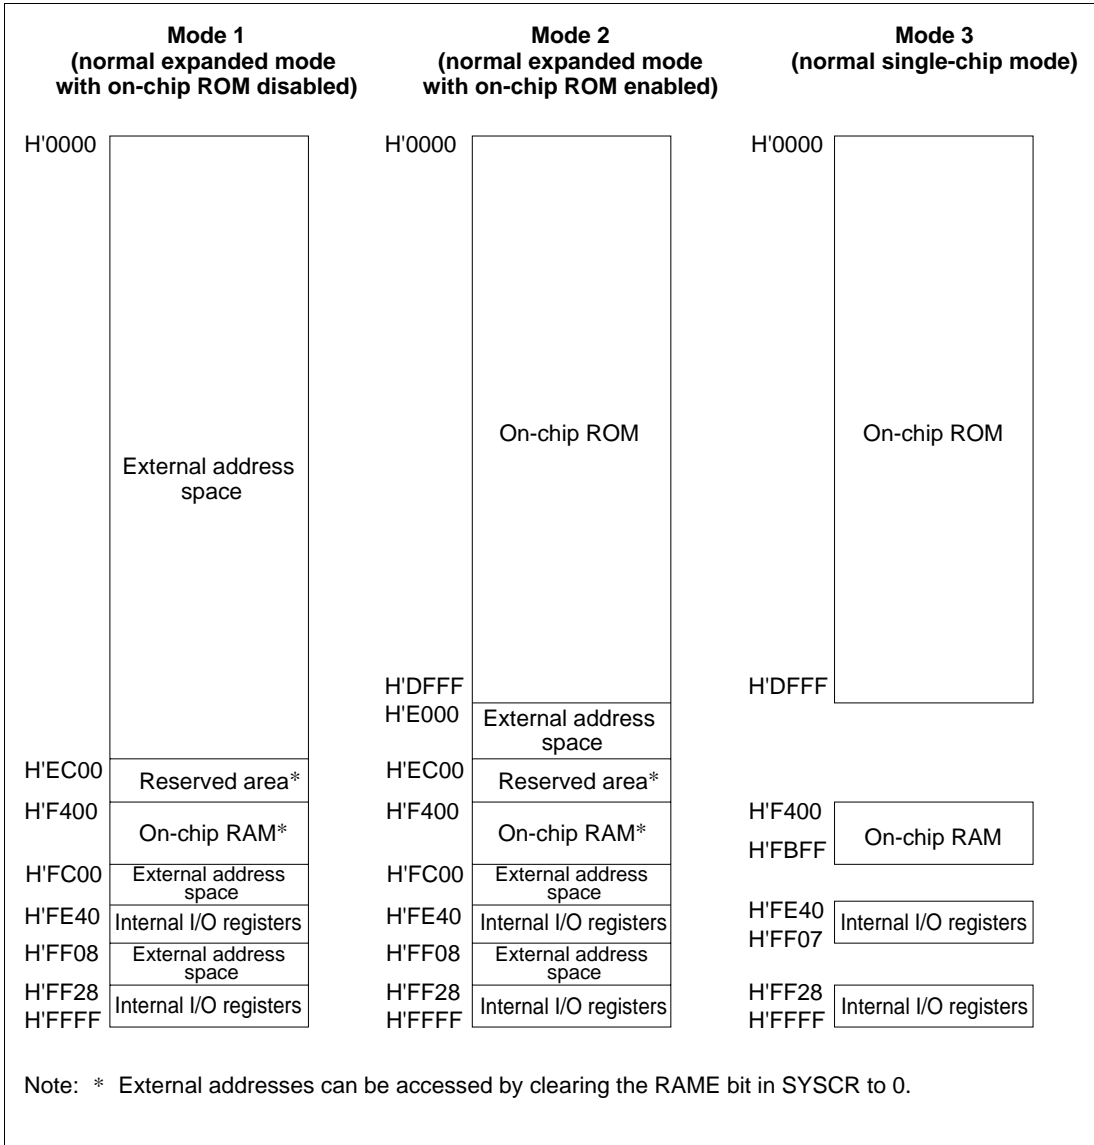 Mode 1
(normal expanded mode
with on-chip ROM disabled)
H'0000
External address
space
H'EC00
Reserved area*
H'F400
On-chip RAM*
H'FC00
External address
space
H'FE40
Internal I/O registers
H'FF08
External address
space
H'FF28
Internal I/O registers
H'FFFF
Mode 2
(normal expanded mode
with on-chip ROM enabled)
H'0000
On-chip ROM
H'DFFF
H'E000
External address
space
H'EC00
Reserved area*
H'F400
On-chip RAM*
H'FC00
External address
space
H'FE40
Internal I/O registers
H'FF08
External address
space
H'FF28
Internal I/O registers
H'FFFF
Mode 3
(normal single-chip mode)
H'0000
On-chip ROM
H'DFFF
H'F400
On-chip RAM
H'FBFF
H'FE40
Internal I/O registers
H'FF07
H'FF28
Internal I/O registers
H'FFFF
Note: * External addresses can be accessed by clearing the RAME bit in SYSCR to 0.